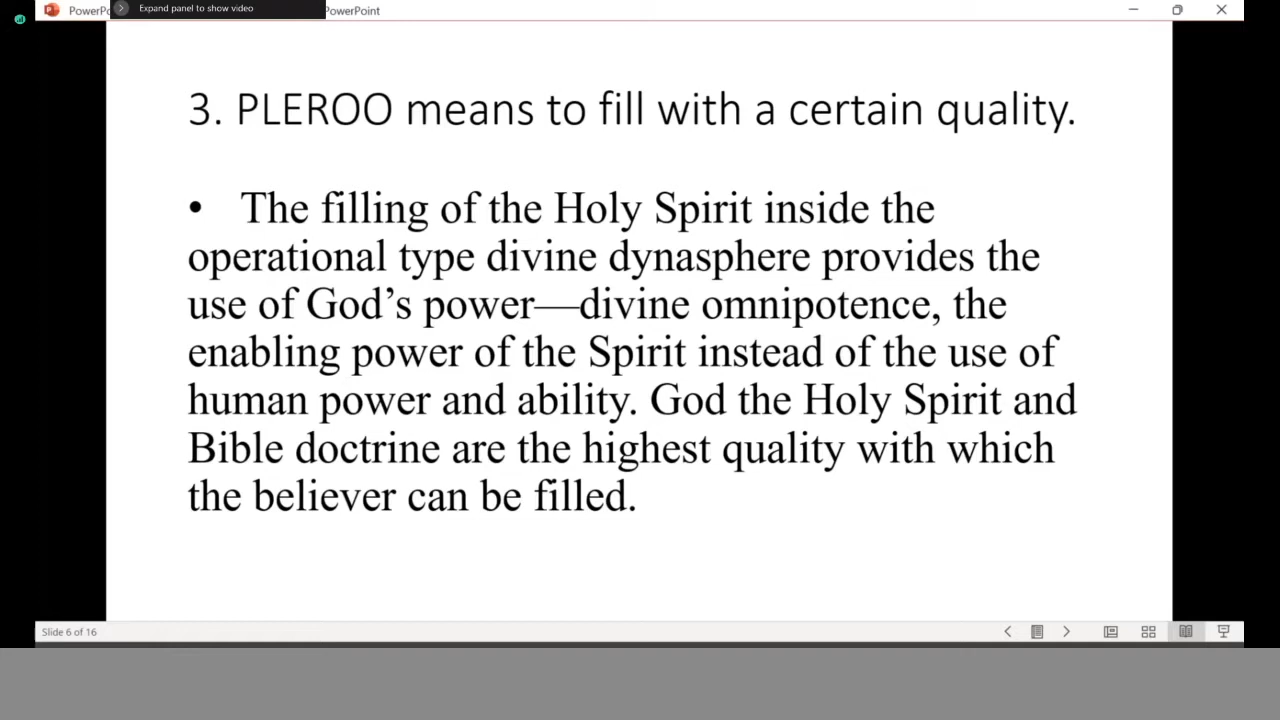 PowerPo
Expand panel to show video
PowerPoint
3. PLEROO means to fill with a certain quality.
• The filling of the Holy Spirit inside the
operational type divine dynasphere provides the
use of God’s power—divine omnipotence, the
enabling power of the Spirit instead of the use of
human power and ability. God the Holy Spirit and
Bible doctrine are the highest quality with which
the believer can be filled.
Slide 6 of 16